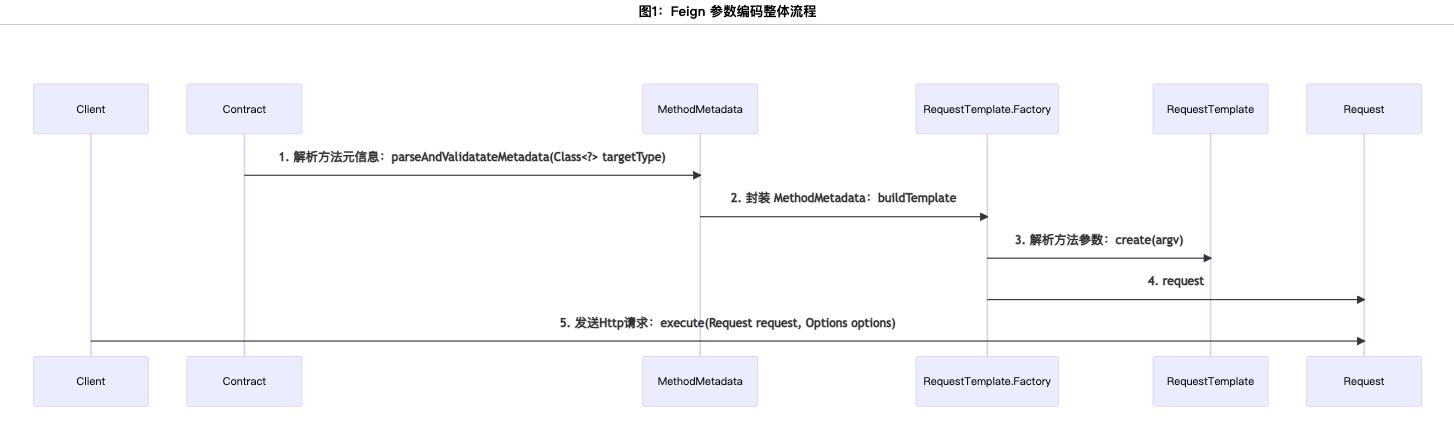 图1：Feign 参数编码整体流程
Client
Contract
MethodMetadata
RequestTemplate.Factory
RequestTemplate
Request
1. 解析方法元信息：parseAndValidatateMetadata(Class<?> targetType)
2. 封装 MethodMetadata：buildTemplate
3. 解析方法参数：create(argv)
4. request
5. 发送Http请求：execute(Request request, Options options)
Client
Contract
MethodMetadata
RequestTemplate.Factory
RequestTemplate
Request